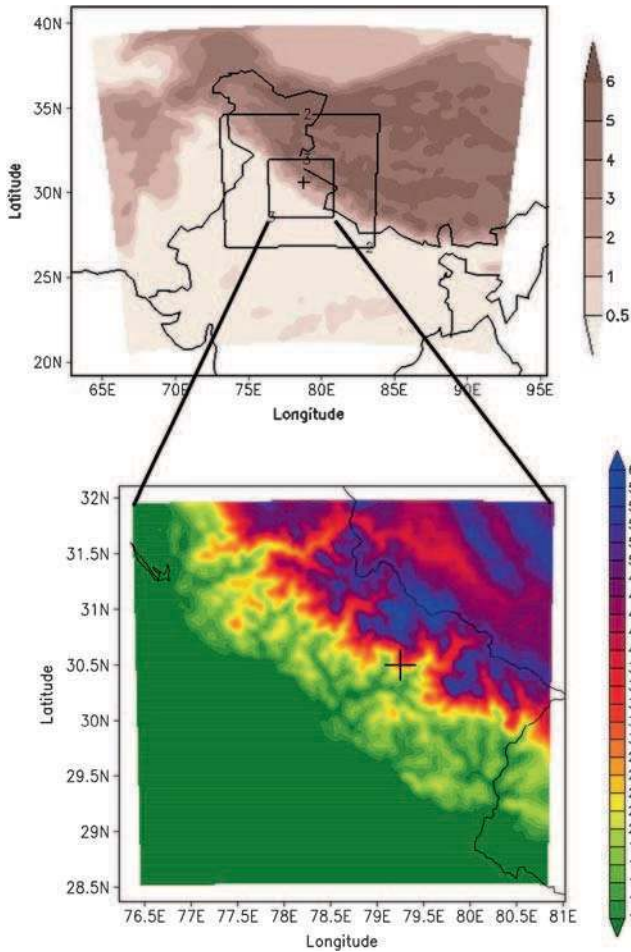 40N
35N
30N
25N
20N
Latitude
65E 70E 75E 80E 85E 90E 95E
Longitude
2
3
2
6
5
4
3
2
1
0.5
32N
31.5N
31N
30.5N
30N
29.5N
29N
28.5N
Latitude
76.5E 77E 77.5E 78E 78.5E 79E 79.5E 80E 80.5E 81E
Longitude